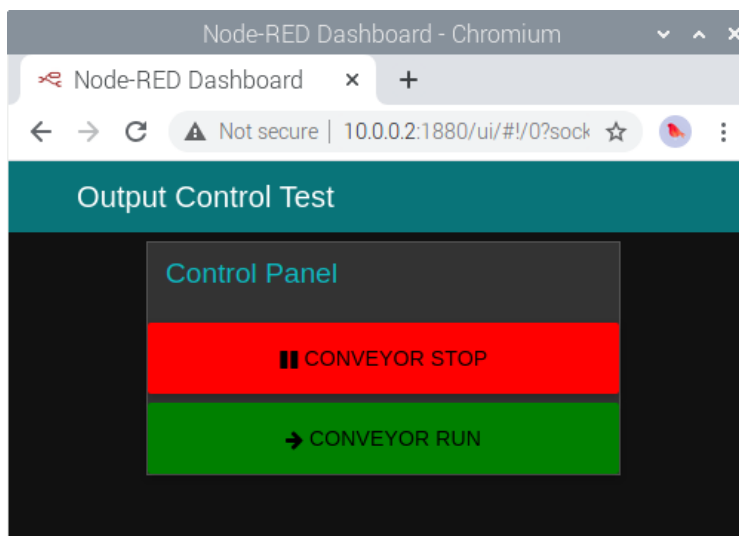 Node-RED Dashboard - Chromium
Node-RED Dashboard
Not secure | 10.0.0.2:1880/ui/#!/0?sock
Output Control Test
Control Panel
CONVEYOR STOP
CONVEYOR RUN